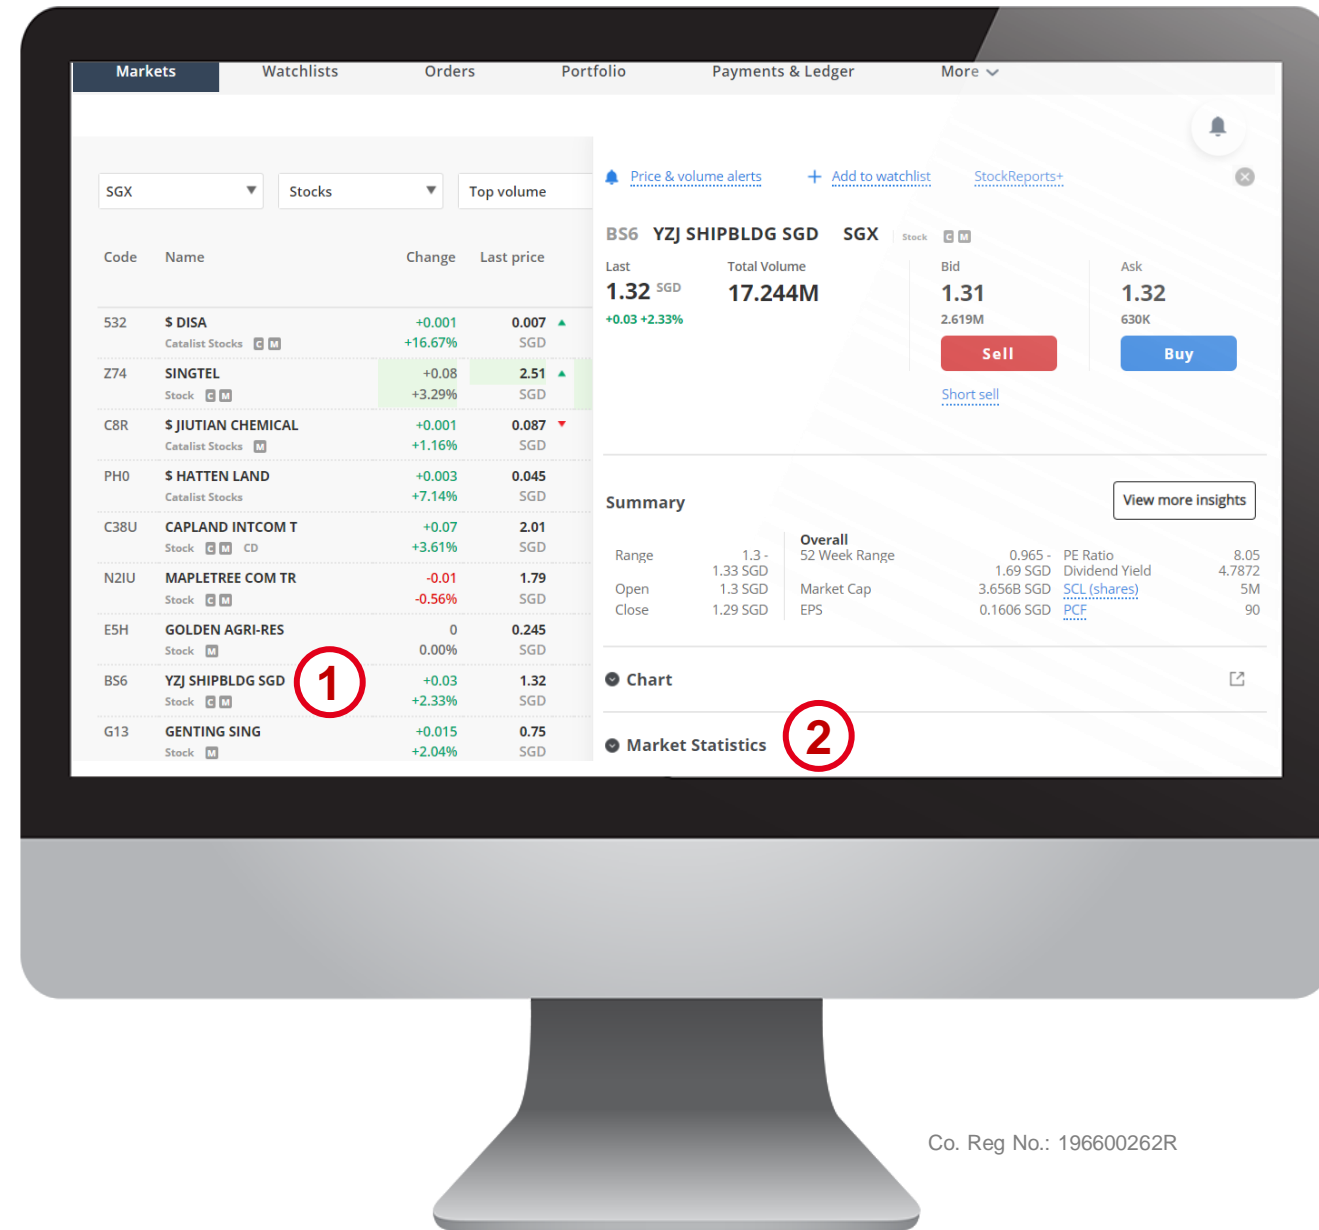 Markets Watchlists Orders Portfolio Payments & Ledger More
SGX Stocks Top volume
Code Name Change Last price
532 $ DISA +0.001 0.007
Catalist Stocks C M +16.67% SGD
Z74 SINGTEL +0.08 2.51
Stock C M +3.29% SGD
C8R $ JIUTIAN CHEMICAL +0.001 0.087
Catalist Stocks M +1.16% SGD
PH0 $ HATTEN LAND +0.003 0.045
Catalist Stocks +7.14% SGD
C38U CAPLAND INTCOM T +0.07 2.01
Stock C M CD +3.61% SGD
N2IU MAPLETREE COM TR -0.01 1.79
Stock C M -0.56% SGD
E5H GOLDEN AGRI-RES 0 0.245
Stock M 0.00% SGD
BS6 YZJ SHIPBLDG SGD +0.03 1.32
Stock C M +2.33% SGD
1
G13 GENTING SING +0.015 0.75
Stock M +2.04% SGD
Price & volume alerts + Add to watchlist StockReports+
BS6 YZJ SHIPBLDG SGD SGX Stock C M
Last Total Volume Bid Ask
1.32 SGD 17.244M 1.31 1.32
+0.03 +2.33% 2.619M 630K
Sell Buy
Short sell
Summary View more insights
Overall
Range 1.3 - 52 Week Range 0.965 - PE Ratio 8.05
1.33 SGD 1.69 SGD Dividend Yield 4.7872
Open 1.3 SGD Market Cap 3.656B SGD SCL (shares) 5M
Close 1.29 SGD EPS 0.1606 SGD PCF 90
Chart
Market Statistics 2
Co. Reg No.: 196600262R